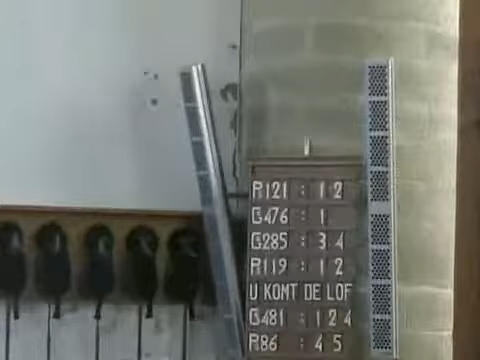 R121 : 1 2
G476 : 1
G285 : 3 4
R119 : 1 2
U KOMT DE LOF
G481 : 1 2 4
R86 : 4 5